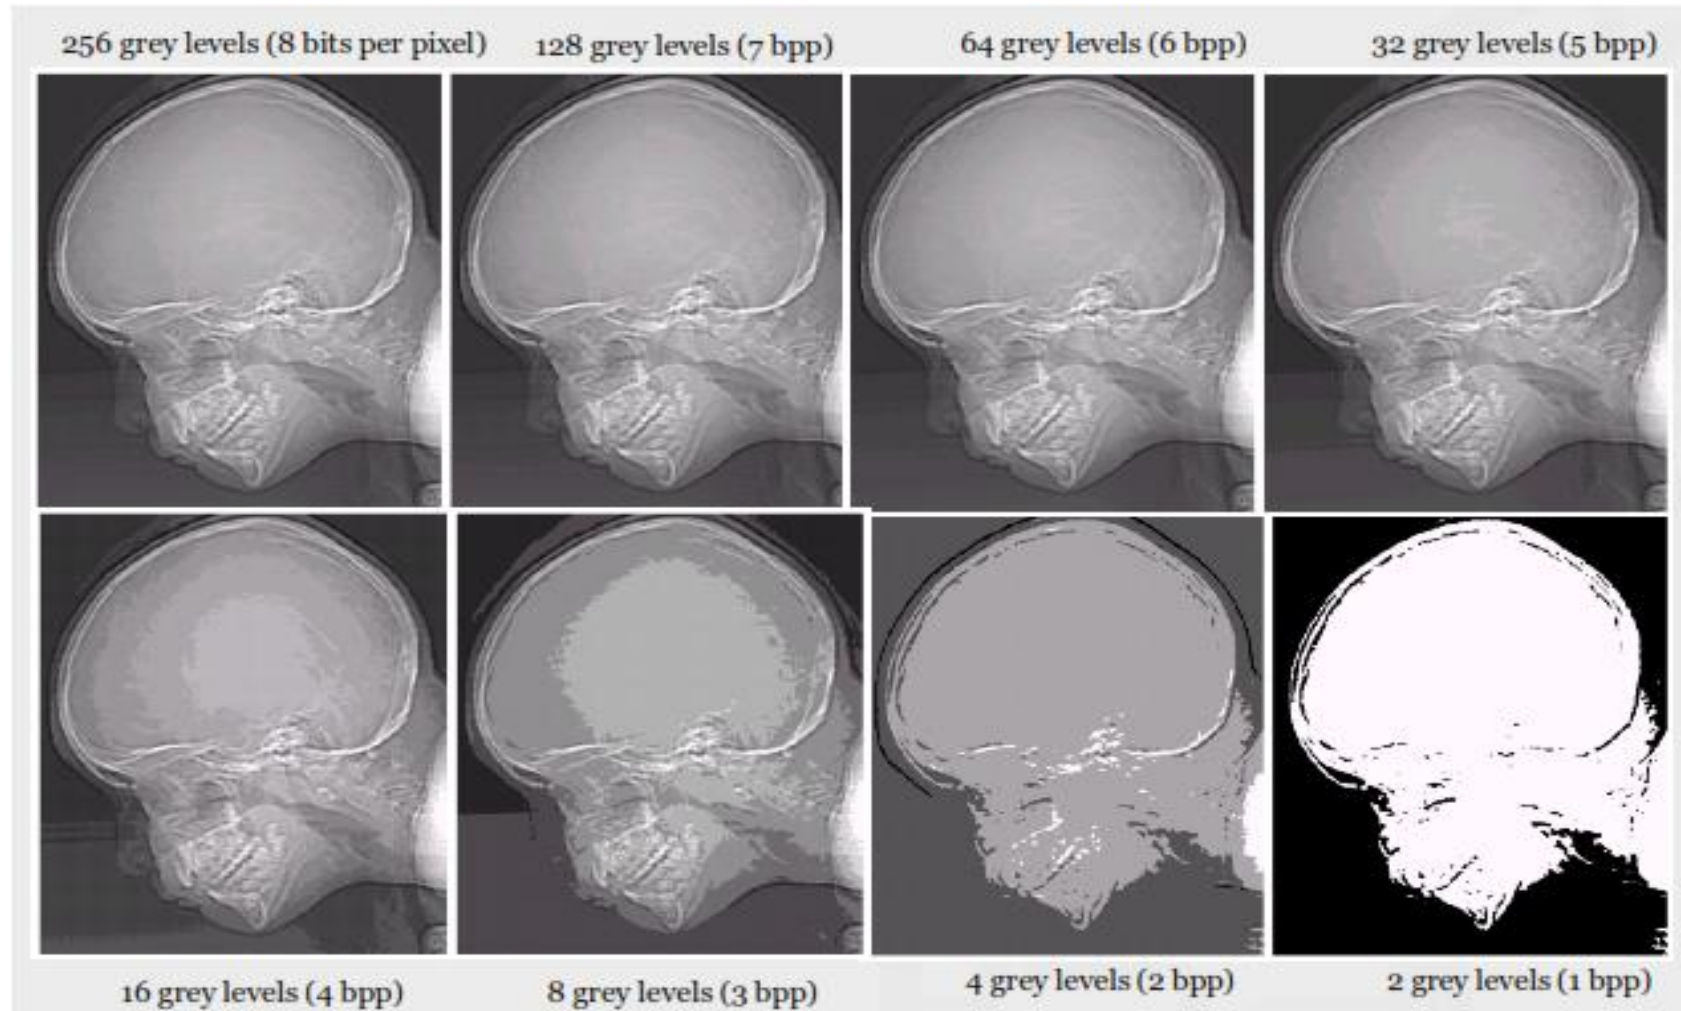 256 grey levels (8 bits per pixel)
128 grey levels (7 bpp)
64 grey levels (6 bpp)
32 grey levels (5 bpp)
16 grey levels (4 bpp)
8 grey levels (3 bpp)
4 grey levels (2 bpp)
2 grey levels (1 bpp)